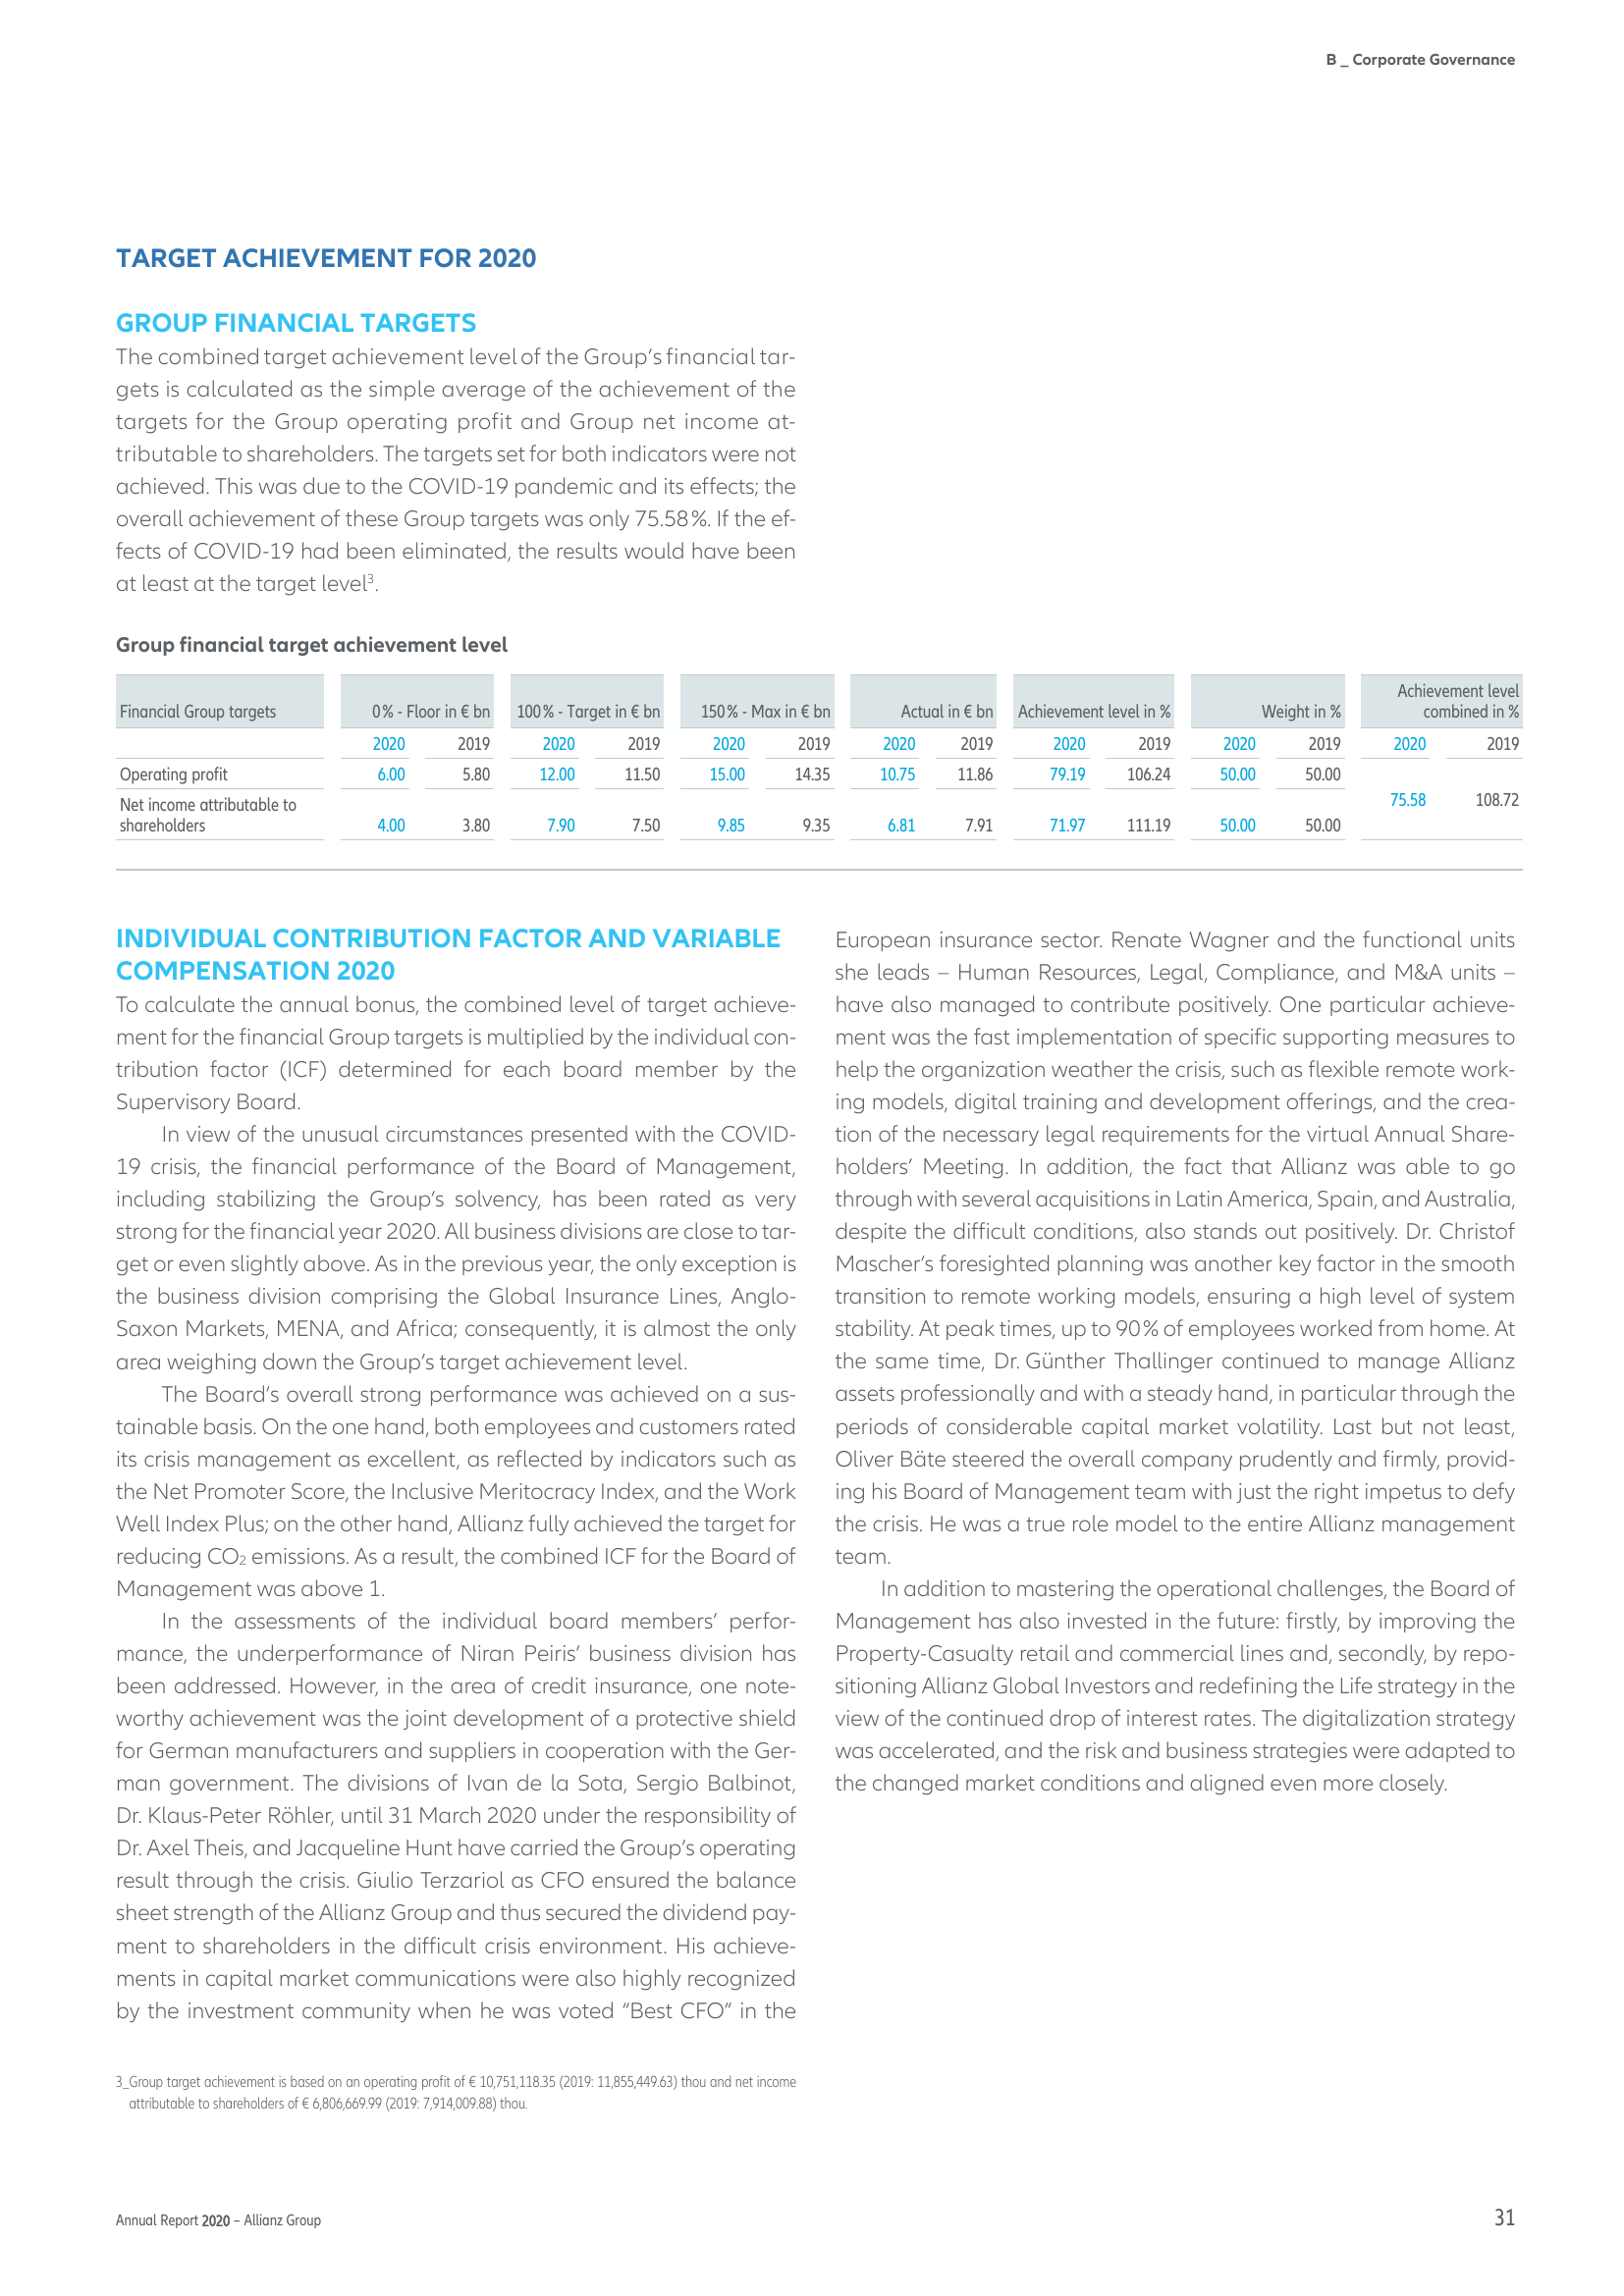 B _ Corporate Governance
TARGET ACHIEVEMENT FOR 2020
GROUP FINANCIAL TARGETS
The combined target achievement level of the Group’s financial tar-
gets is calculated as the simple average of the achievement of the
targets for the Group operating profit and Group net income at-
tributable to shareholders. The targets set for both indicators were not
achieved. This was due to the COVID-19 pandemic and its effects; the
overall achievement of these Group targets was only 75.58 %. If the ef-
fects of COVID-19 had been eliminated, the results would have been
at least at the target level3.
Group financial target achievement level
Financial Group targets 0 % - Floor in € bn 100 % - Target in € bn 150 % - Max in € bn Actual in € bn Achievement level in % Weight in % Achievement level combined in %
2020 2019 2020 2019 2020 2019 2020 2019 2020 2019 2020 2019 2020 2019
Operating profit 6.00 5.80 12.00 11.50 15.00 14.35 10.75 11.86 79.19 106.24 50.00 50.00
75.58 108.72
Net income attributable to
shareholders 4.00 3.80 7.90 7.50 9.85 9.35 6.81 7.91 71.97 111.19 50.00 50.00
INDIVIDUAL CONTRIBUTION FACTOR AND VARIABLE
COMPENSATION 2020
To calculate the annual bonus, the combined level of target achieve-
ment for the financial Group targets is multiplied by the individual con-
tribution factor (ICF) determined for each board member by the
Supervisory Board.
In view of the unusual circumstances presented with the COVID-
19 crisis, the financial performance of the Board of Management,
including stabilizing the Group’s solvency, has been rated as very
strong for the financial year 2020. All business divisions are close to tar-
get or even slightly above. As in the previous year, the only exception is
the business division comprising the Global Insurance Lines, Anglo-
Saxon Markets, MENA, and Africa; consequently, it is almost the only
area weighing down the Group’s target achievement level.
The Board’s overall strong performance was achieved on a sus-
tainable basis. On the one hand, both employees and customers rated
its crisis management as excellent, as reflected by indicators such as
the Net Promoter Score, the Inclusive Meritocracy Index, and the Work
Well Index Plus; on the other hand, Allianz fully achieved the target for
reducing CO2 emissions. As a result, the combined ICF for the Board of
Management was above 1.
In the assessments of the individual board members’ perfor-
mance, the underperformance of Niran Peiris’ business division has
been addressed. However, in the area of credit insurance, one note-
worthy achievement was the joint development of a protective shield
for German manufacturers and suppliers in cooperation with the Ger-
man government. The divisions of Ivan de la Sota, Sergio Balbinot,
Dr. Klaus-Peter Röhler, until 31 March 2020 under the responsibility of
Dr. Axel Theis, and Jacqueline Hunt have carried the Group’s operating
result through the crisis. Giulio Terzariol as CFO ensured the balance
sheet strength of the Allianz Group and thus secured the dividend pay-
ment to shareholders in the difficult crisis environment. His achieve-
ments in capital market communications were also highly recognized
by the investment community when he was voted “Best CFO” in the
European insurance sector. Renate Wagner and the functional units
she leads – Human Resources, Legal, Compliance, and M&A units –
have also managed to contribute positively. One particular achieve-
ment was the fast implementation of specific supporting measures to
help the organization weather the crisis, such as flexible remote work-
ing models, digital training and development offerings, and the crea-
tion of the necessary legal requirements for the virtual Annual Share-
holders’ Meeting. In addition, the fact that Allianz was able to go
through with several acquisitions in Latin America, Spain, and Australia,
despite the difficult conditions, also stands out positively. Dr. Christof
Mascher’s foresighted planning was another key factor in the smooth
transition to remote working models, ensuring a high level of system
stability. At peak times, up to 90 % of employees worked from home. At
the same time, Dr. Günther Thallinger continued to manage Allianz
assets professionally and with a steady hand, in particular through the
periods of considerable capital market volatility. Last but not least,
Oliver Bäte steered the overall company prudently and firmly, provid-
ing his Board of Management team with just the right impetus to defy
the crisis. He was a true role model to the entire Allianz management
team.
In addition to mastering the operational challenges, the Board of
Management has also invested in the future: firstly, by improving the
Property-Casualty retail and commercial lines and, secondly, by repo-
sitioning Allianz Global Investors and redefining the Life strategy in the
view of the continued drop of interest rates. The digitalization strategy
was accelerated, and the risk and business strategies were adapted to
the changed market conditions and aligned even more closely.
3_Group target achievement is based on an operating profit of € 10,751,118.35 (2019: 11,855,449.63) thou and net income
attributable to shareholders of € 6,806,669.99 (2019: 7,914,009.88) thou.
Annual Report 2020 – Allianz Group
31